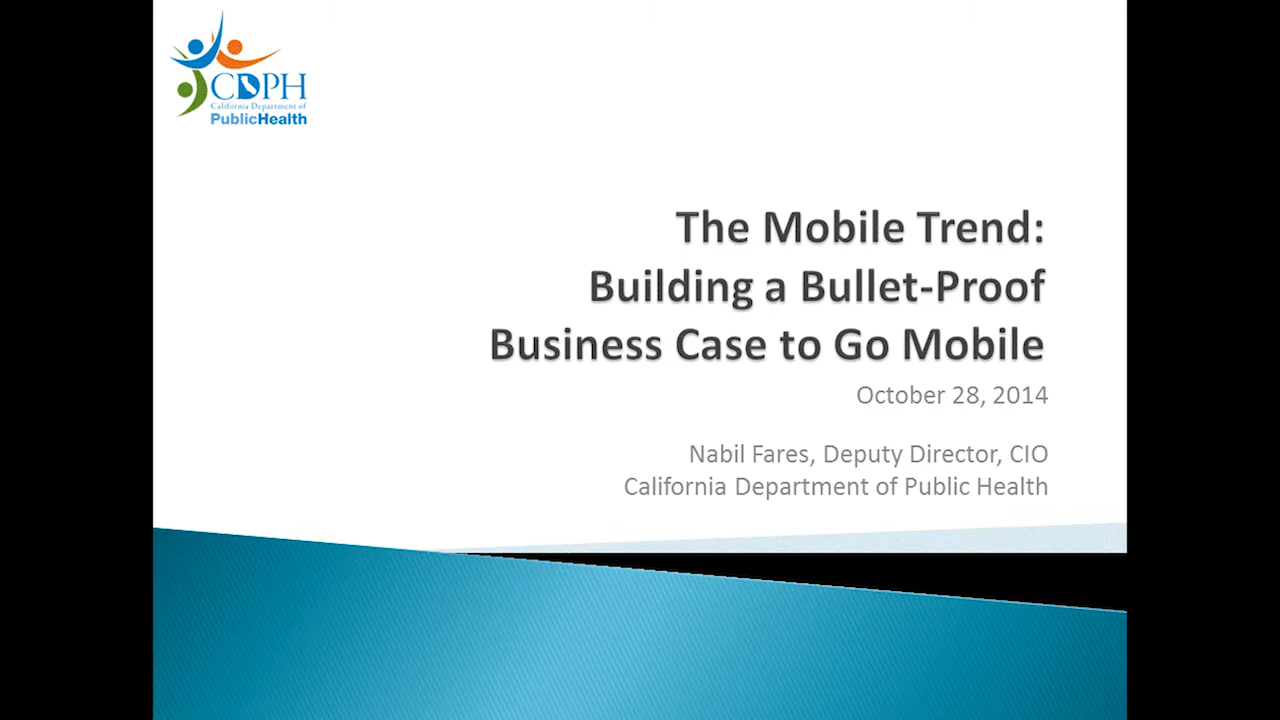 CDPH
California Department of
PublicHealth
The Mobile Trend:
Building a Bullet-Proof
Business Case to Go Mobile
October 28, 2014
Nabil Fares, Deputy Director, CIO
California Department of Public Health